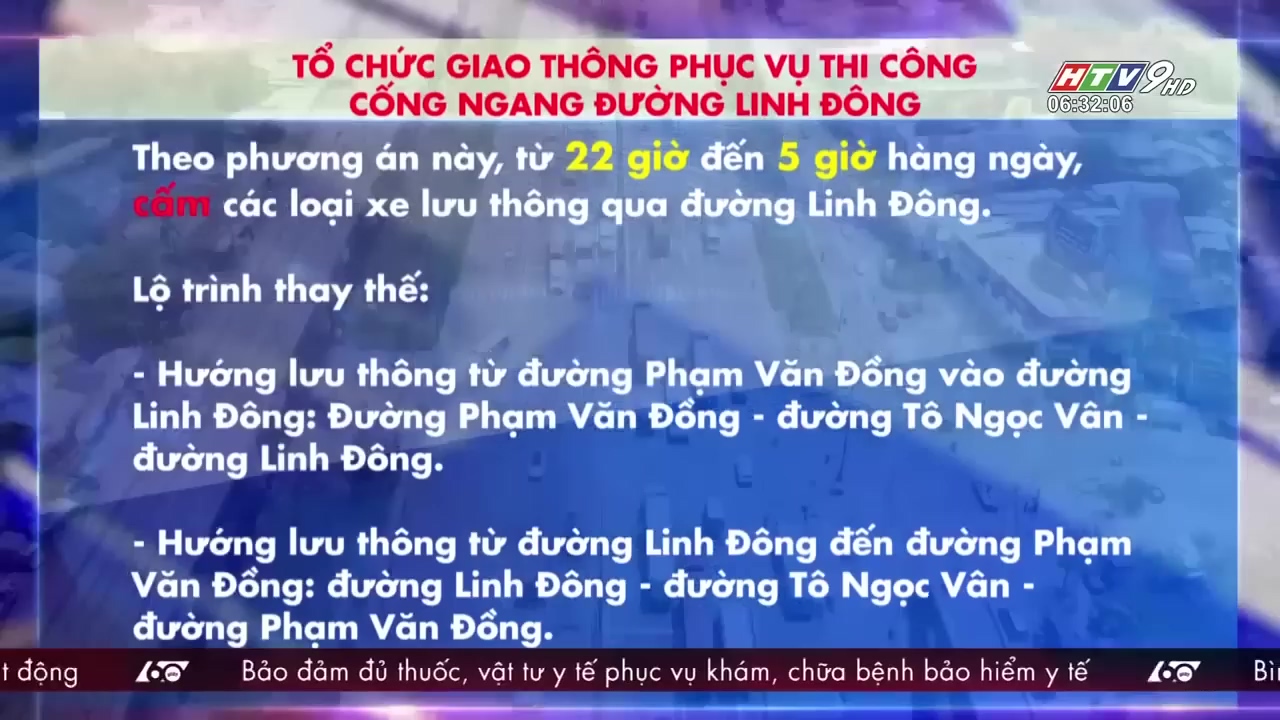 TỔ CHỨC GIAO THÔNG PHỤC VỤ THI CÔNG
CỐNG NGANG ĐƯỜNG LINH ĐÔNG
HTV9 HD
06:32:06
Theo phương án này, từ 22 giờ đến 5 giờ hàng ngày,
cấm các loại xe lưu thông qua đường Linh Đông.
Lộ trình thay thế:
- Hướng lưu thông từ đường Phạm Văn Đồng vào đường
Linh Đông: Đường Phạm Văn Đồng - đường Tô Ngọc Vân -
đường Linh Đông.
- Hướng lưu thông từ đường Linh Đông đến đường Phạm
Văn Đồng: đường Linh Đông - đường Tô Ngọc Vân -
đường Phạm Văn Đồng.
t động 60 giây Bảo đảm đủ thuốc, vật tư y tế phục vụ khám, chữa bệnh bảo hiểm y tế 60 giây Bì